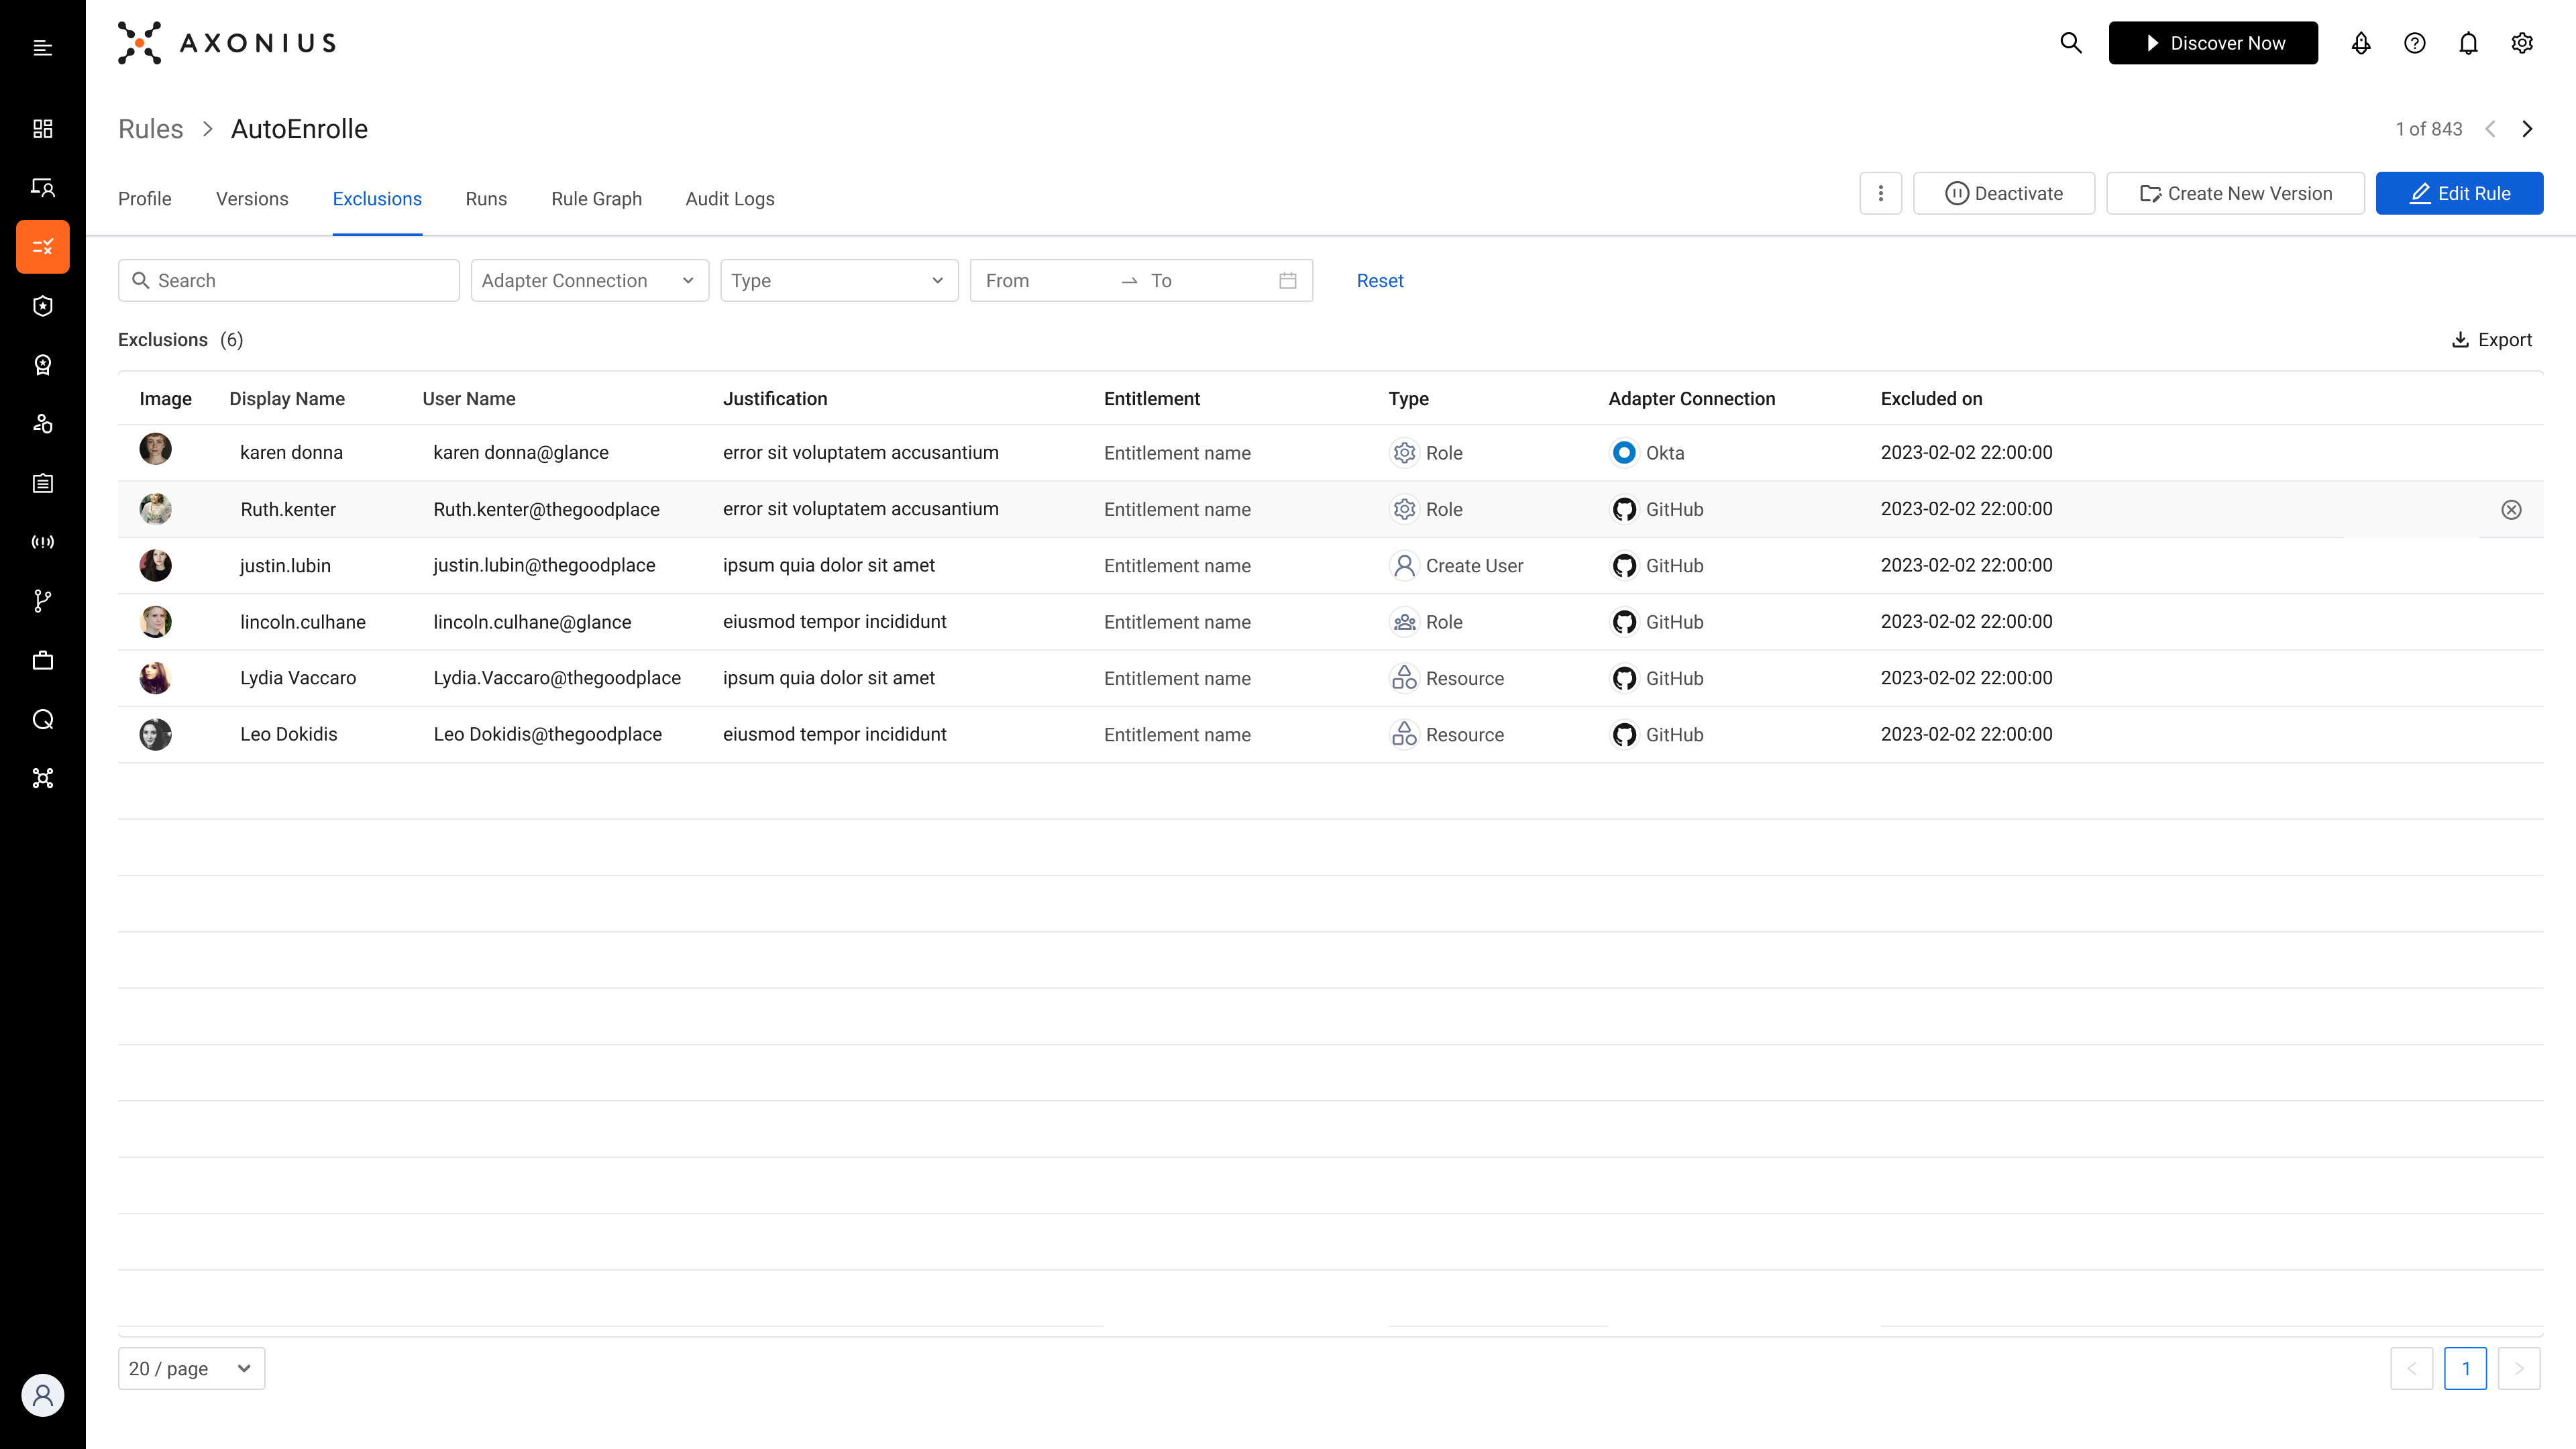 AXONIUS
Discover Now
Rules > AutoEnrolle
1 of 843
Profile Versions Exclusions Runs Rule Graph Audit Logs
Deactivate Create New Version Edit Rule
Search Adapter Connection Type From To Reset
Exclusions (6) Export
Image Display Name User Name Justification Entitlement Type Adapter Connection Excluded on
karen donna karen donna@glance error sit voluptatem accusantium Entitlement name Role Okta 2023-02-02 22:00:00
Ruth.kenter Ruth.kenter@thegoodplace error sit voluptatem accusantium Entitlement name Role GitHub 2023-02-02 22:00:00
justin.lubin justin.lubin@thegoodplace ipsum quia dolor sit amet Entitlement name Create User GitHub 2023-02-02 22:00:00
lincoln.culhane lincoln.culhane@glance eiusmod tempor incididunt Entitlement name Role GitHub 2023-02-02 22:00:00
Lydia Vaccaro Lydia.Vaccaro@thegoodplace ipsum quia dolor sit amet Entitlement name Resource GitHub 2023-02-02 22:00:00
Leo Dokidis Leo Dokidis@thegoodplace eiusmod tempor incididunt Entitlement name Resource GitHub 2023-02-02 22:00:00
20 / page < 1 >